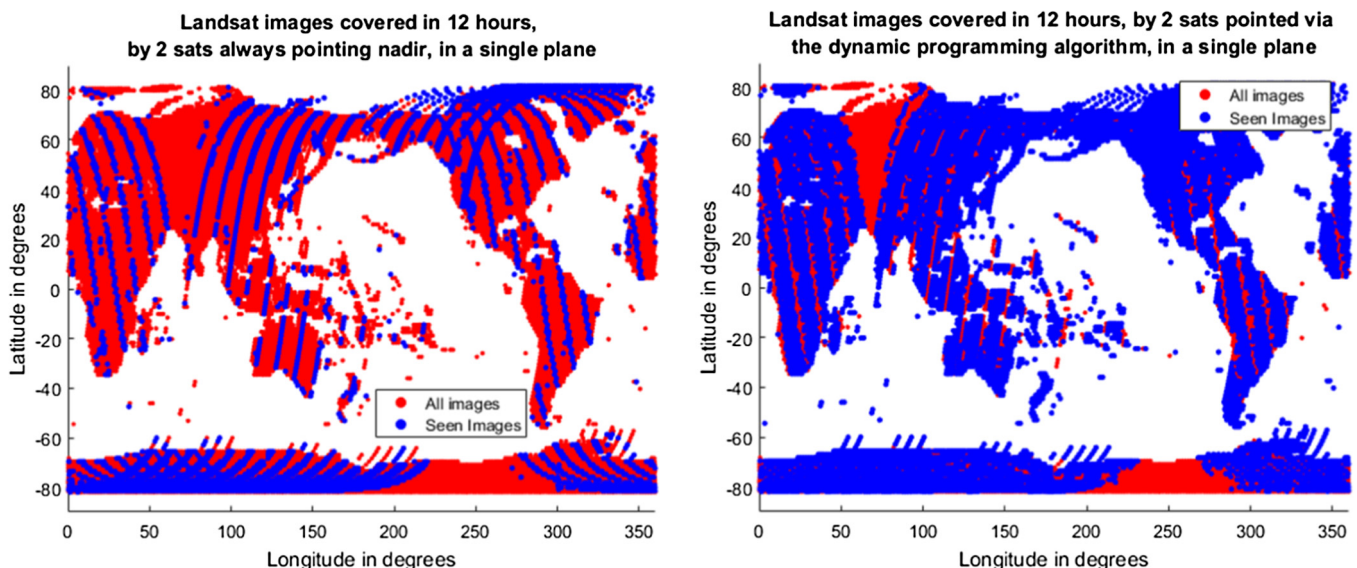 Landsat images covered in 12 hours,
by 2 sats always pointing nadir, in a single plane
80
60
40
20
0
-20
-40
-60
-80
Latitude in degrees
All images
Seen Images
0 50 100 150 200 250 300 350
Longitude in degrees
Landsat images covered in 12 hours, by 2 sats pointed via
the dynamic programming algorithm, in a single plane
80
60
40
20
0
-20
-40
-60
-80
Latitude in degrees
All images
Seen Images
0 50 100 150 200 250 300 350
Longitude in degrees